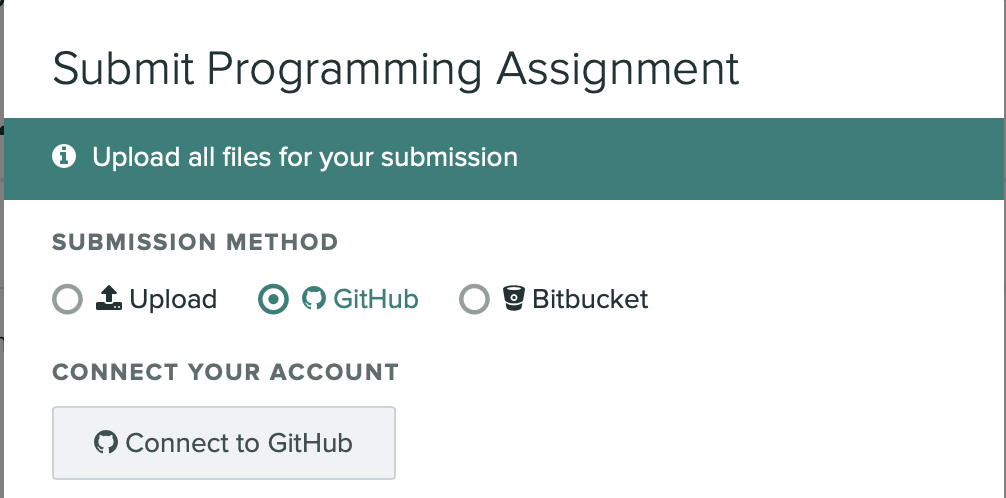 Submit Programming Assignment
Upload all files for your submission
SUBMISSION METHOD
Upload GitHub Bitbucket
CONNECT YOUR ACCOUNT
Connect to GitHub